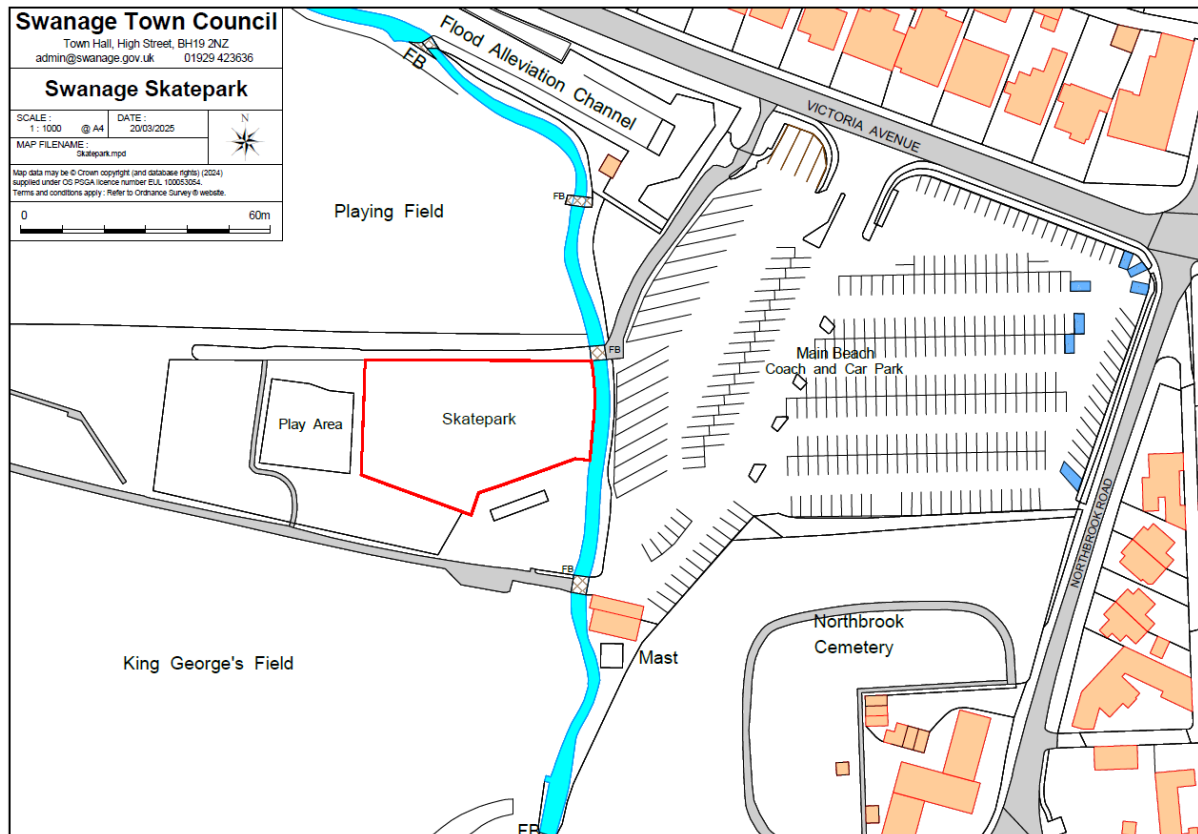 Swanage Town Council
Town Hall, High Street, BH19 2NZ
admin@swanage.gov.uk 01929 423636
Swanage Skatepark
SCALE :
1 : 1000 @ A4
DATE :
20/03/2025
N
MAP FILENAME :
Skatepark.mpd
Map data may be © Crown copyright (and database rights) (2024)
supplied under OS PSGA licence number EUL 100053054.
Terms and conditions apply : Refer to Ordnance Survey ® website.
0 60m
FB
Flood Alleviation Channel
VICTORIA AVENUE
Playing Field
FB
FB
Main Beach
Coach and Car Park
Play Area
Skatepark
NORTHBROOK ROAD
FB
Northbrook
Cemetery
King George's Field
Mast
FB